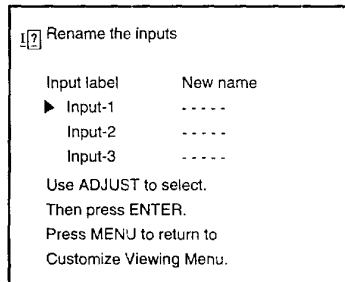 I? Rename the inputs
Input label New name
▶ Input-1 - - - - -
Input-2 - - - - -
Input-3 - - - - -
Use ADJUST to select.
Then press ENTER.
Press MENU to return to
Customize Viewing Menu.